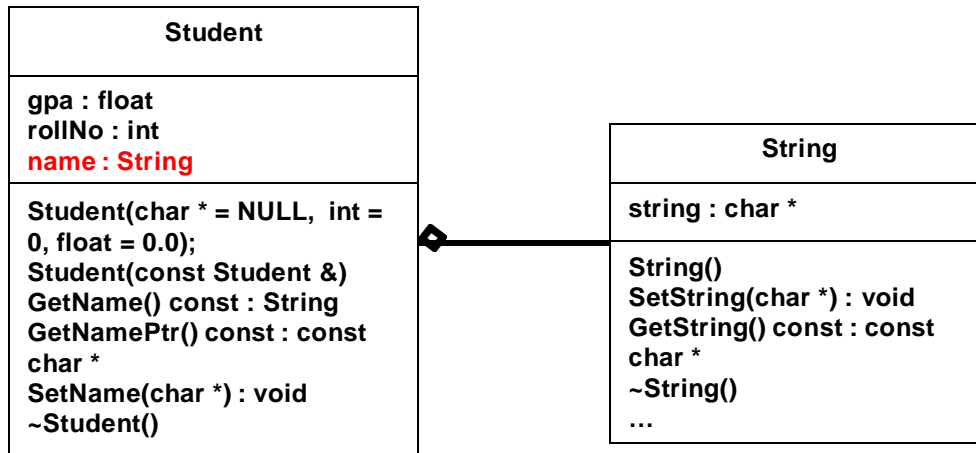 Student
gpa : float
rollNo : int
name : String
Student(char * = NULL, int =
0, float = 0.0);
Student(const Student &)
GetName() const : String
GetNamePtr() const : const
char *
SetName(char *) : void
~Student()
String
string : char *
String()
SetString(char *) : void
GetString() const : const
char *
~String()
…